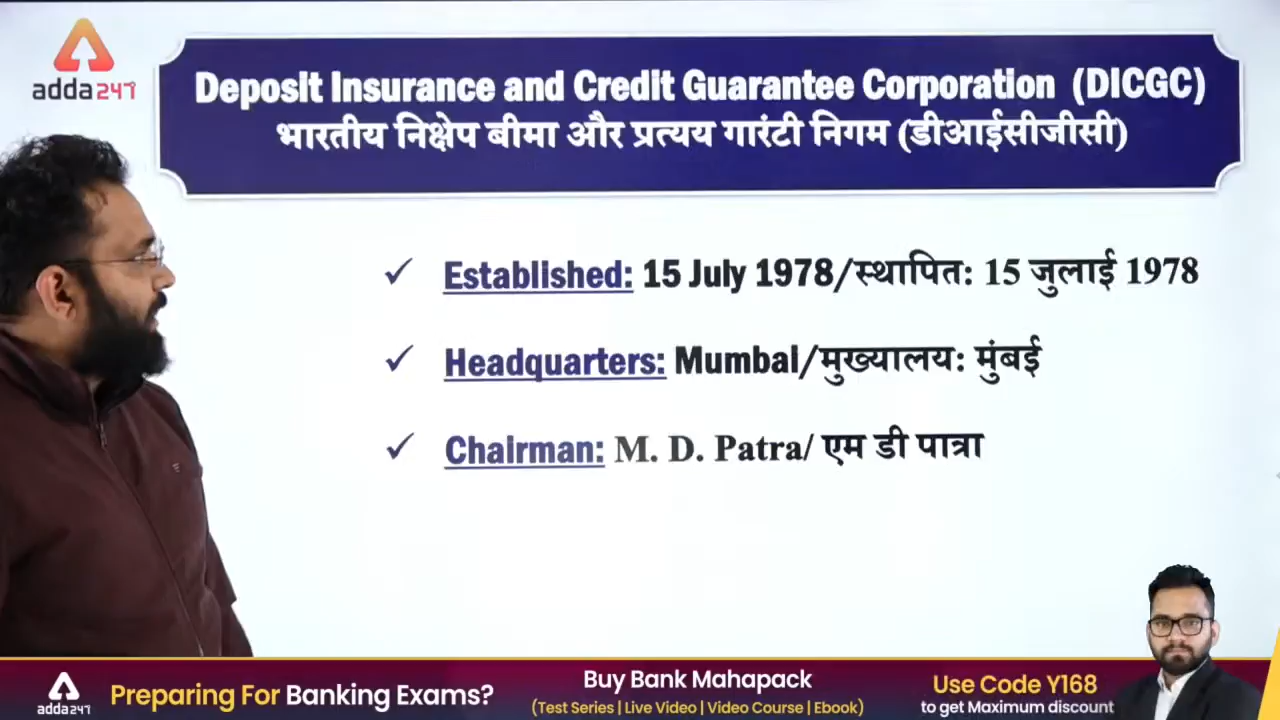 adda247
Deposit Insurance and Credit Guarantee Corporation (DICGC)
भारतीय निक्षेप बीमा और प्रत्यय गारंटी निगम (डीआईसीजीसी)
✓ Established: 15 July 1978/स्थापित: 15 जुलाई 1978
✓ Headquarters: Mumbai/मुख्यालय: मुंबई
✓ Chairman: M. D. Patra/ एम डी पात्रा
adda247
Preparing For Banking Exams?
Buy Bank Mahapack
(Test Series | Live Video | Video Course | Ebook)
Use Code Y168
to get Maximum discount